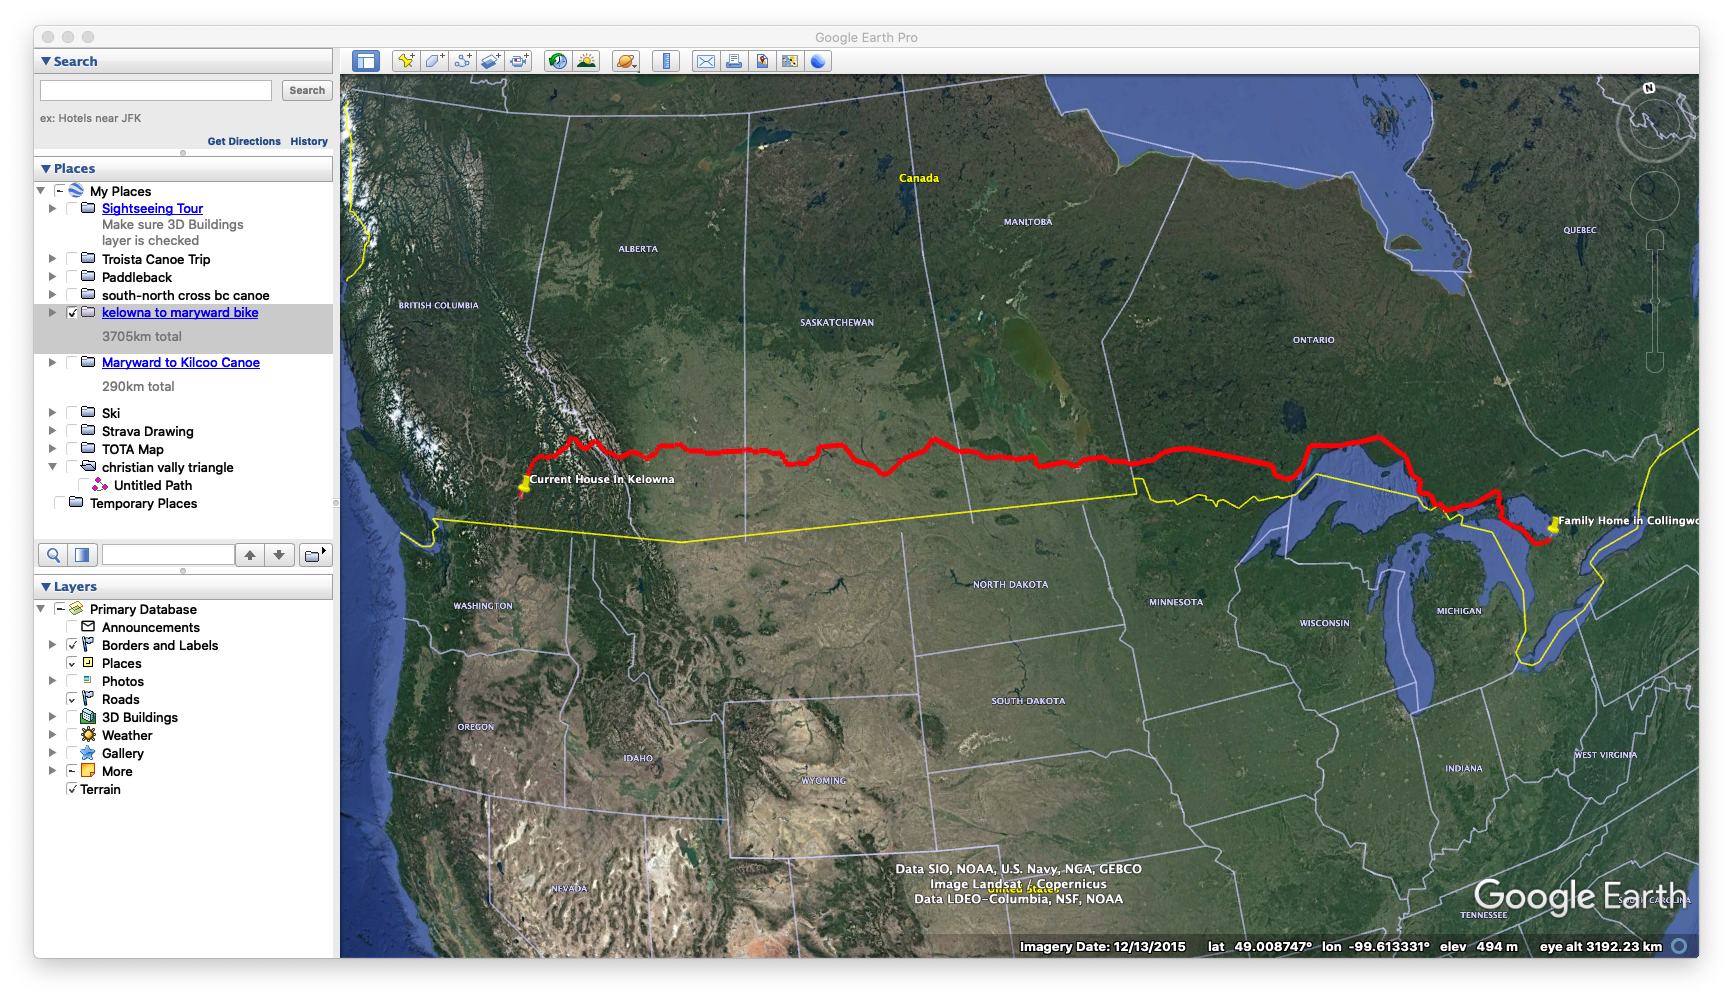 Google Earth Pro
Search
Search
ex: Hotels near JFK
Get Directions History
Places
My Places
Sightseeing Tour
Make sure 3D Buildings
layer is checked
Troista Canoe Trip
Paddleback
south-north cross bc canoe
kelowna to maryward bike
3705km total
Maryward to Kilcoo Canoe
290km total
Ski
Strava Drawing
TOTA Map
christian vally triangle
Untitled Path
Temporary Places
Layers
Primary Database
Announcements
Borders and Labels
Places
Photos
Roads
3D Buildings
Weather
Gallery
More
Terrain
N
Canada
MANITOBA
QUEBEC
ALBERTA
BRITISH COLUMBIA
SASKATCHEWAN
ONTARIO
Current House In Kelowna
Family Home in Collingwo
NORTH DAKOTA
MINNESOTA
WASHINGTON
MICHIGAN
WISCONSIN
SOUTH DAKOTA
OREGON
IDAHO
WYOMING
WEST VIRGINIA
INDIANA
NEVADA
Data SIO, NOAA, U.S. Navy, NGA, GEBCO
Image Landsat / Copernicus
United States
Data LDEO-Columbia, NSF, NOAA
Google Earth
SOUTH CAROLINA
TENNESSEE
Imagery Date: 12/13/2015 lat 49.008747° lon -99.613331° elev 494 m eye alt 3192.23 km